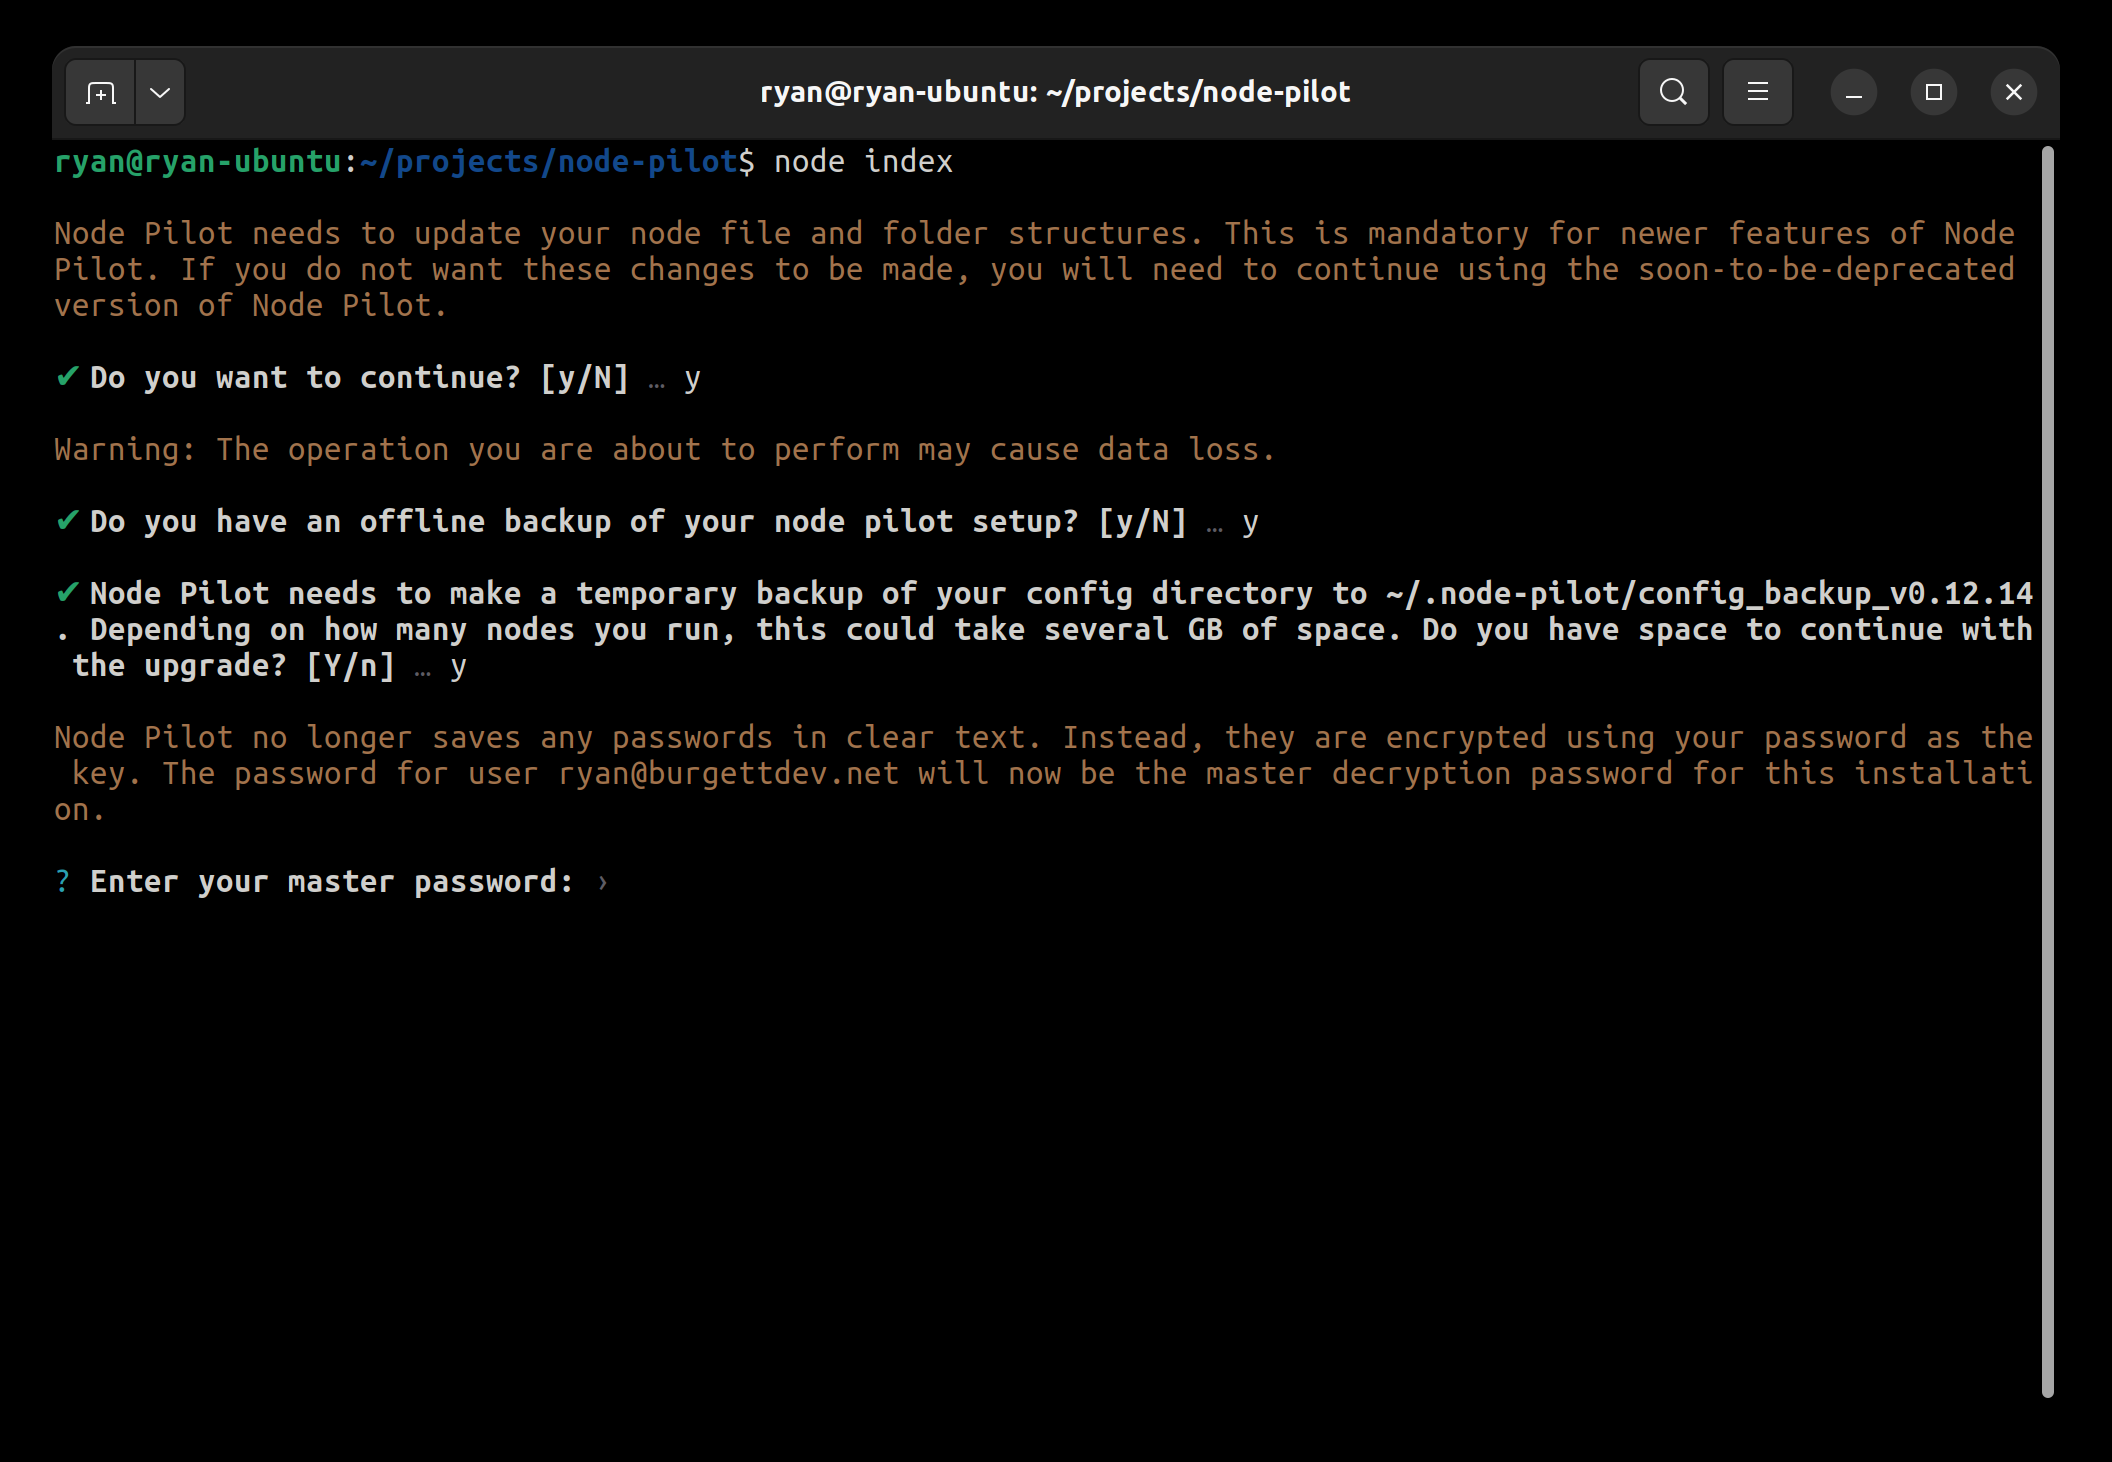 ryan@ryan-ubuntu: ~/projects/node-pilot
ryan@ryan-ubuntu:~/projects/node-pilot$ node index
Node Pilot needs to update your node file and folder structures. This is mandatory for newer features of Node
Pilot. If you do not want these changes to be made, you will need to continue using the soon-to-be-deprecated
version of Node Pilot.
✔ Do you want to continue? [y/N] … y
Warning: The operation you are about to perform may cause data loss.
✔ Do you have an offline backup of your node pilot setup? [y/N] … y
✔ Node Pilot needs to make a temporary backup of your config directory to ~/.node-pilot/config_backup_v0.12.14
. Depending on how many nodes you run, this could take several GB of space. Do you have space to continue with
the upgrade? [Y/n] … y
Node Pilot no longer saves any passwords in clear text. Instead, they are encrypted using your password as the
key. The password for user ryan@burgettdev.net will now be the master decryption password for this installati
on.
? Enter your master password: ›